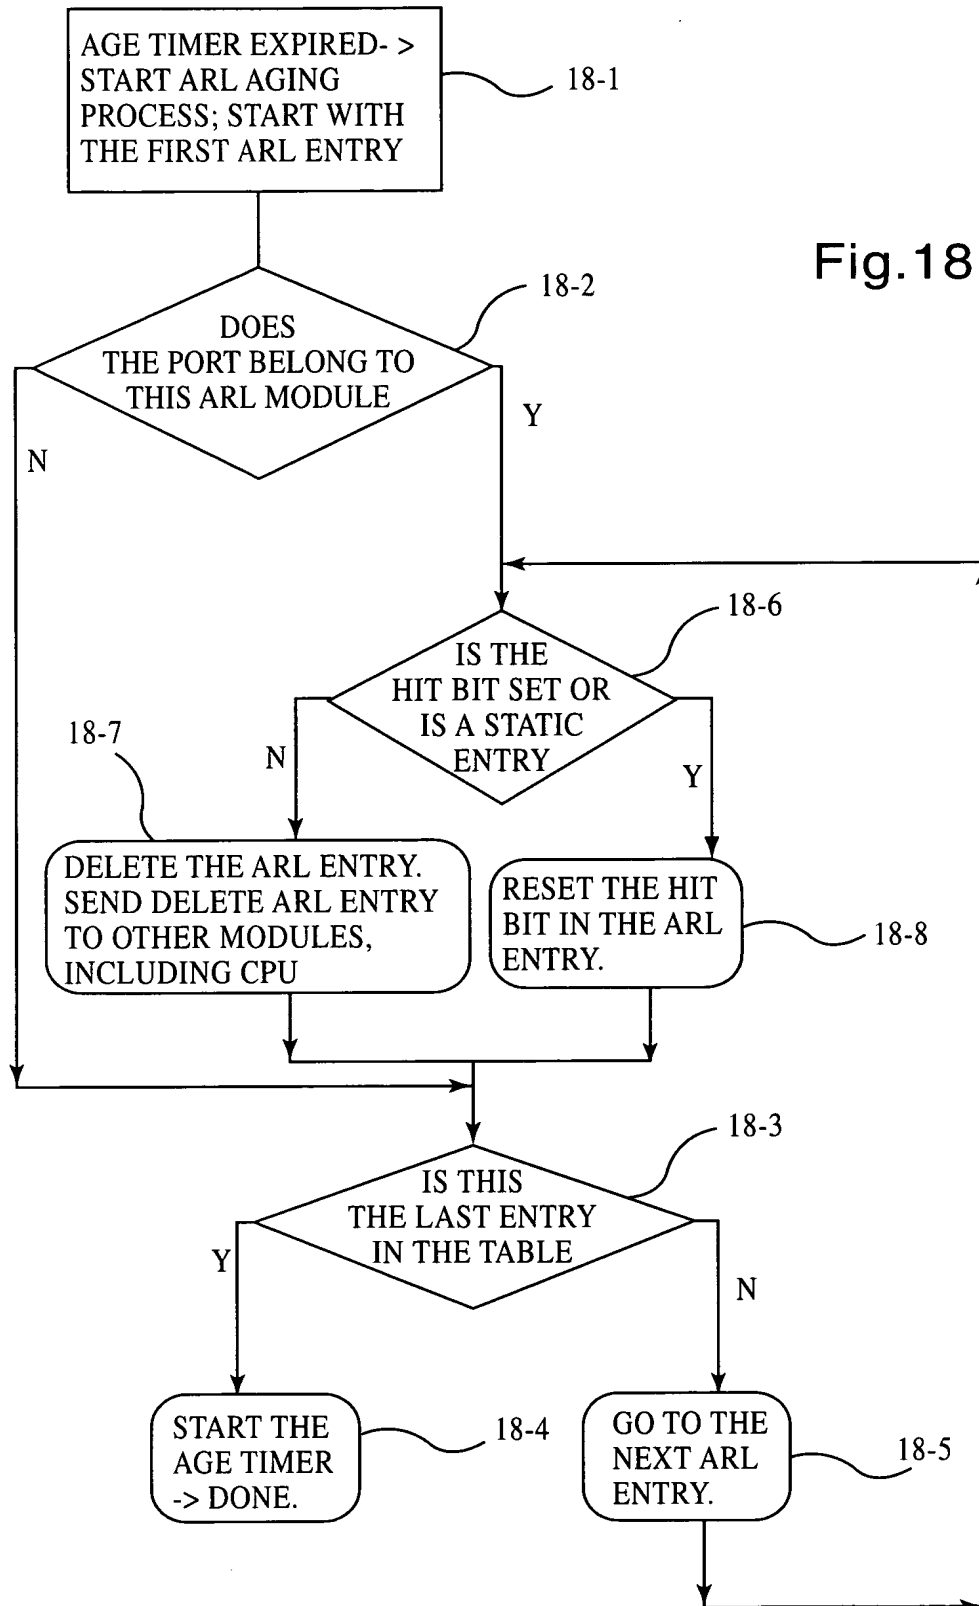 AGE TIMER EXPIRED- >
START ARL AGING
PROCESS; START WITH
THE FIRST ARL ENTRY
18-1
Fig.18
18-2
DOES
THE PORT BELONG TO
THIS ARL MODULE
Y
N
18-6
IS THE
HIT BIT SET OR
IS A STATIC
ENTRY
18-7
N
Y
DELETE THE ARL ENTRY.
SEND DELETE ARL ENTRY
TO OTHER MODULES,
INCLUDING CPU
RESET THE HIT
BIT IN THE ARL
ENTRY.
18-8
18-3
IS THIS
THE LAST ENTRY
IN THE TABLE
Y
N
START THE
AGE TIMER
-> DONE.
18-4
GO TO THE
NEXT ARL
ENTRY.
18-5